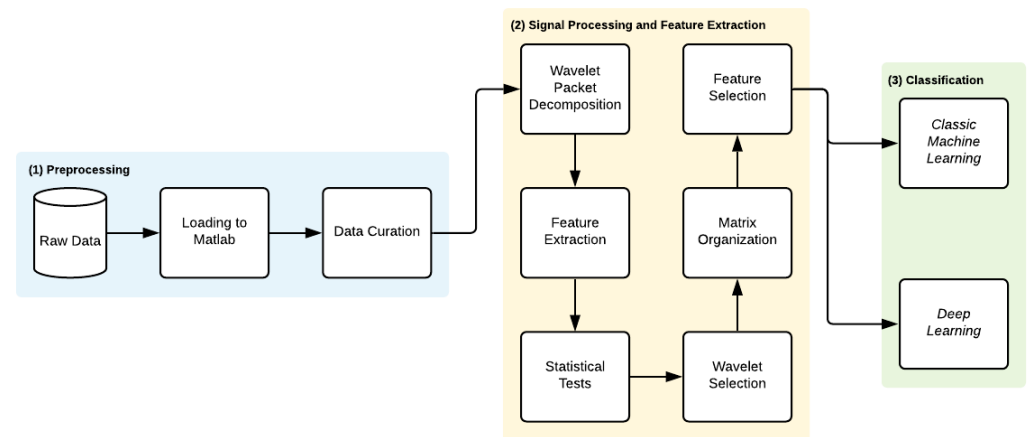 (1) Preprocessing
Raw Data
Loading to
Matlab
Data Curation
(2) Signal Processing and Feature Extraction
Wavelet
Packet
Decomposition
Feature
Extraction
Statistical
Tests
Wavelet
Selection
Matrix
Organization
Feature
Selection
(3) Classification
Classic
Machine
Learning
Deep
Learning